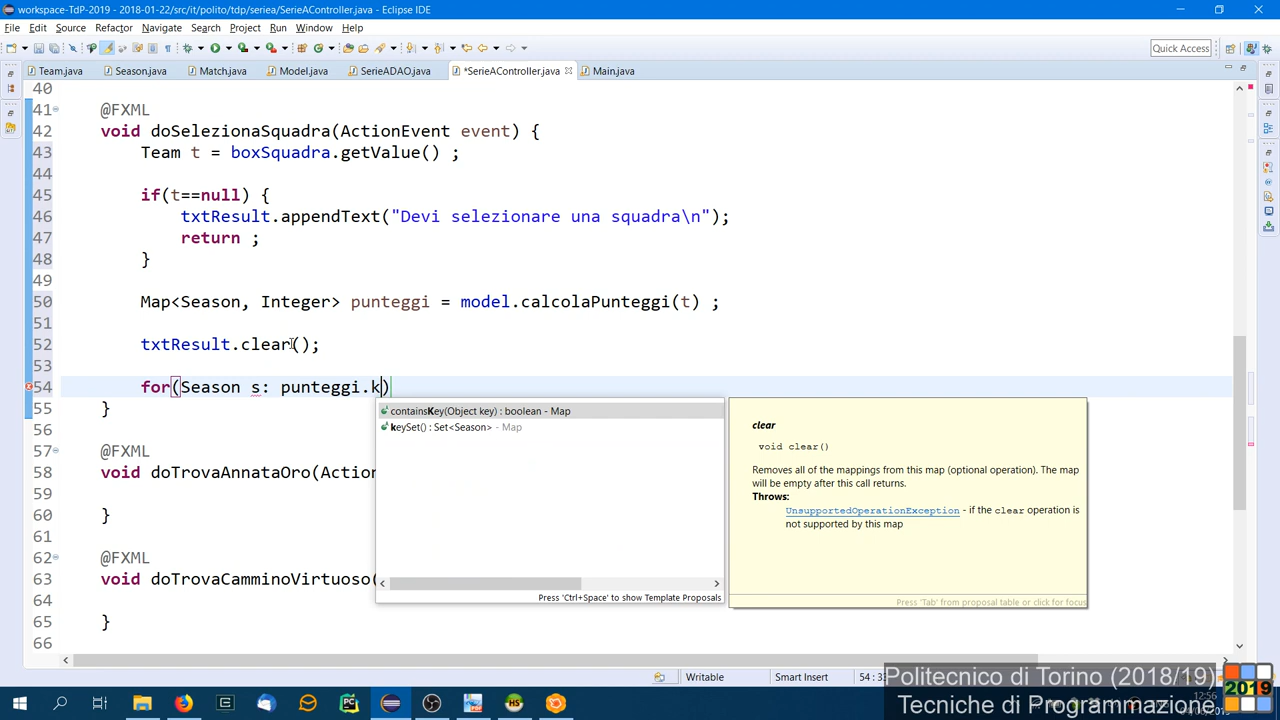 workspace-TdP-2019 - 2018-01-22/src/it/polito/tdp/seriea/SerieAController.java - Eclipse IDE
File Edit Source Refactor Navigate Search Project Run Window Help
Quick Access
Team.java Season.java Match.java Model.java SerieADAO.java *SerieAController.java Main.java
40
41 @FXML
42 void doSelezionaSquadra(ActionEvent event) {
43 Team t = boxSquadra.getValue() ;
44
45 if(t==null) {
46 txtResult.appendText("Devi selezionare una squadra\n");
47 return ;
48 }
49
50 Map<Season, Integer> punteggi = model.calcolaPunteggi(t) ;
51
52 txtResult.clear();
53
54 for(Season s: punteggi.k)
55 }
56
57 @FXML
58 void doTrovaAnnataOro(Action
59
60 }
61
62 @FXML
63 void doTrovaCamminoVirtuoso(
64
65 }
66
containsKey(Object key) : boolean - Map
keySet() : Set<Season> - Map
Press 'Ctrl+Space' to show Template Proposals
clear
void clear()
Removes all of the mappings from this map (optional operation). The map
will be empty after this call returns.
Throws:
UnsupportedOperationException - if the clear operation is
not supported by this map
Press 'Tab' from proposal table or click for focus
Writable Smart Insert
Politecnico di Torino (2018/19)
Tecniche di Programmazione
2019
12:56